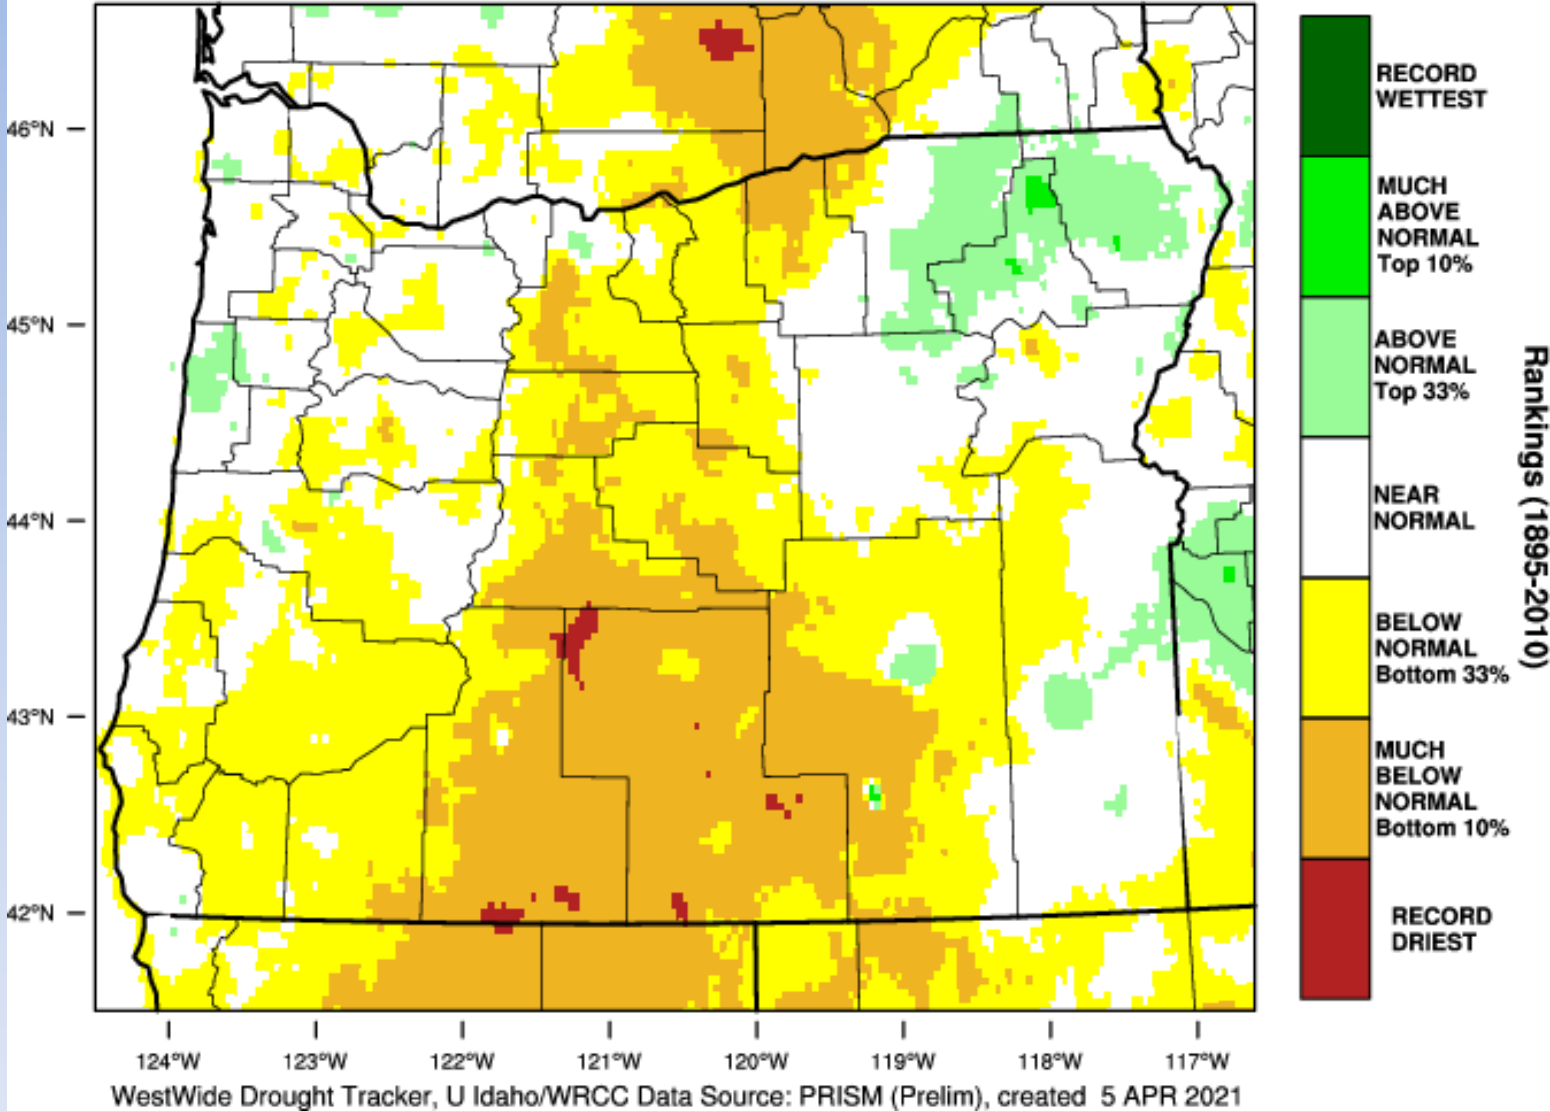 RECORD
WETTEST
MUCH
ABOVE
NORMAL
Top 10%
ABOVE
NORMAL
Top 33%
NEAR
NORMAL
BELOW
NORMAL
Bottom 33%
MUCH
BELOW
NORMAL
Bottom 10%
RECORD
DRIEST
Rankings (1895-2010)
46°N
45°N
44°N
43°N
42°N
124°W 123°W 122°W 121°W 120°W 119°W 118°W 117°W
WestWide Drought Tracker, U Idaho/WRCC Data Source: PRISM (Prelim), created 5 APR 2021